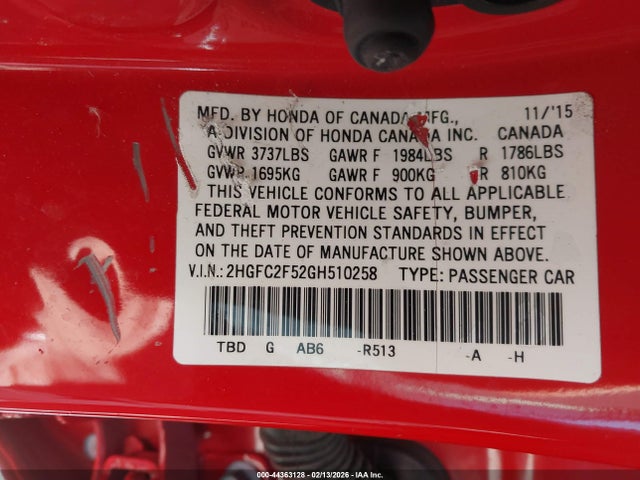 MFD. BY HONDA OF CANADA MFG., 11/'15
A DIVISION OF HONDA CANADA INC. CANADA
GVWR 3737LBS GAWR F 1984LBS R 1786LBS
GVWR 1695KG GAWR F 900KG R 810KG
THIS VEHICLE CONFORMS TO ALL APPLICABLE
FEDERAL MOTOR VEHICLE SAFETY, BUMPER,
AND THEFT PREVENTION STANDARDS IN EFFECT
ON THE DATE OF MANUFACTURE SHOWN ABOVE.
V.I.N.: 2HGFC2F52GH510258 TYPE: PASSENGER CAR
TBD G AB6 -R513 -A -H
000-44363128 - 02/13/2026 - IAA Inc.